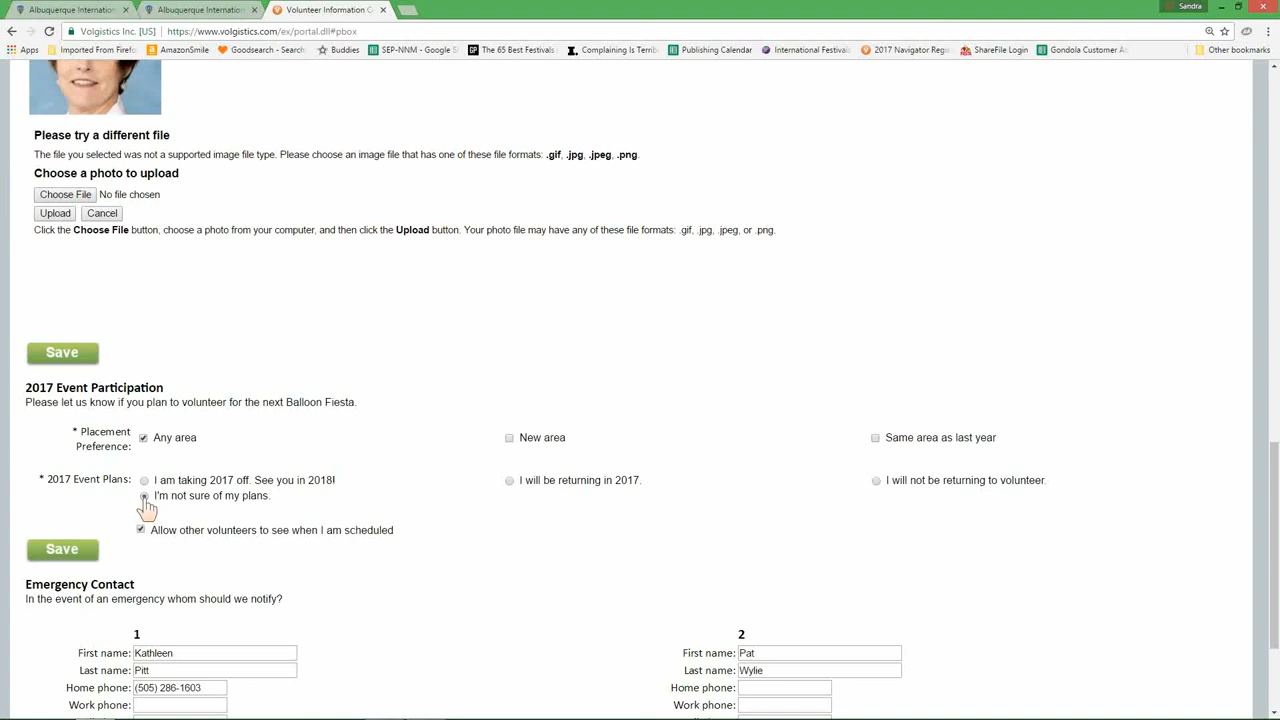 Albuquerque Internationa
Albuquerque Internationa
Volunteer Information C
Sandra
Volgistics Inc. [US]
https://www.volgistics.com/ex/portal.dll#pbox
Apps
Imported From Firefo
AmazonSmile
Goodsearch - Search
Buddies
SEP-NNM - Google S
The 65 Best Festivals
Complaining Is Terrib
Publishing Calendar
International Festivals
2017 Navigator Regis
ShareFile Login
Gondola Customer As
Other bookmarks
Please try a different file
The file you selected was not a supported image file type. Please choose an image file that has one of these file formats: .gif, .jpg, .jpeg, .png.
Choose a photo to upload
Choose File No file chosen
Upload Cancel
Click the Choose File button, choose a photo from your computer, and then click the Upload button. Your photo file may have any of these file formats: .gif, .jpg, .jpeg, or .png.
Save
2017 Event Participation
Please let us know if you plan to volunteer for the next Balloon Fiesta.
* Placement
Preference:
Any area
New area
Same area as last year
* 2017 Event Plans:
I am taking 2017 off. See you in 2018!
I will be returning in 2017.
I will not be returning to volunteer.
I'm not sure of my plans.
Allow other volunteers to see when I am scheduled
Save
Emergency Contact
In the event of an emergency whom should we notify?
1
2
First name: Kathleen
First name: Pat
Last name: Pitt
Last name: Wylie
Home phone: (505) 286-1603
Home phone:
Work phone:
Work phone: